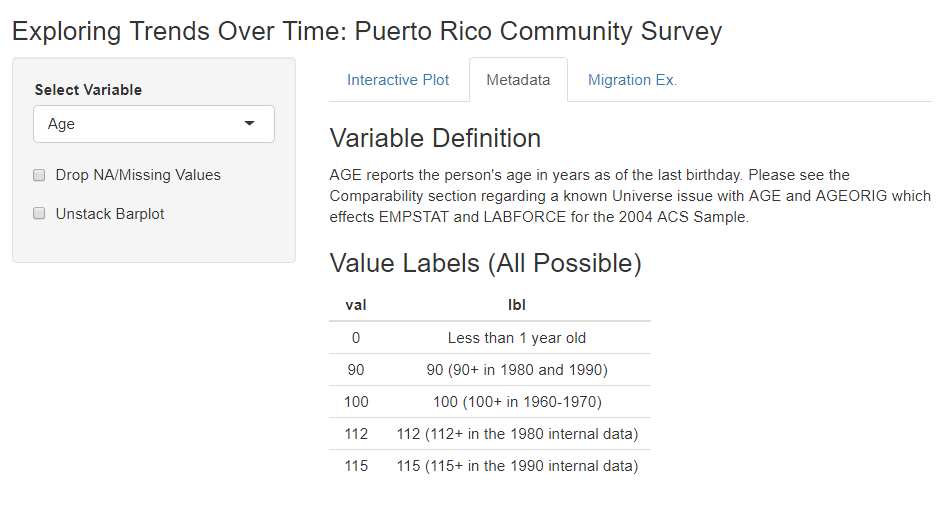 Exploring Trends Over Time: Puerto Rico Community Survey
Select Variable
Age
Drop NA/Missing Values
Unstack Barplot
Interactive Plot Metadata Migration Ex.
Variable Definition
AGE reports the person's age in years as of the last birthday. Please see the
Comparability section regarding a known Universe issue with AGE and AGEORIG which
effects EMPSTAT and LABFORCE for the 2004 ACS Sample.
Value Labels (All Possible)
val lbl
0 Less than 1 year old
90 90 (90+ in 1980 and 1990)
100 100 (100+ in 1960-1970)
112 112 (112+ in the 1980 internal data)
115 115 (115+ in the 1990 internal data)